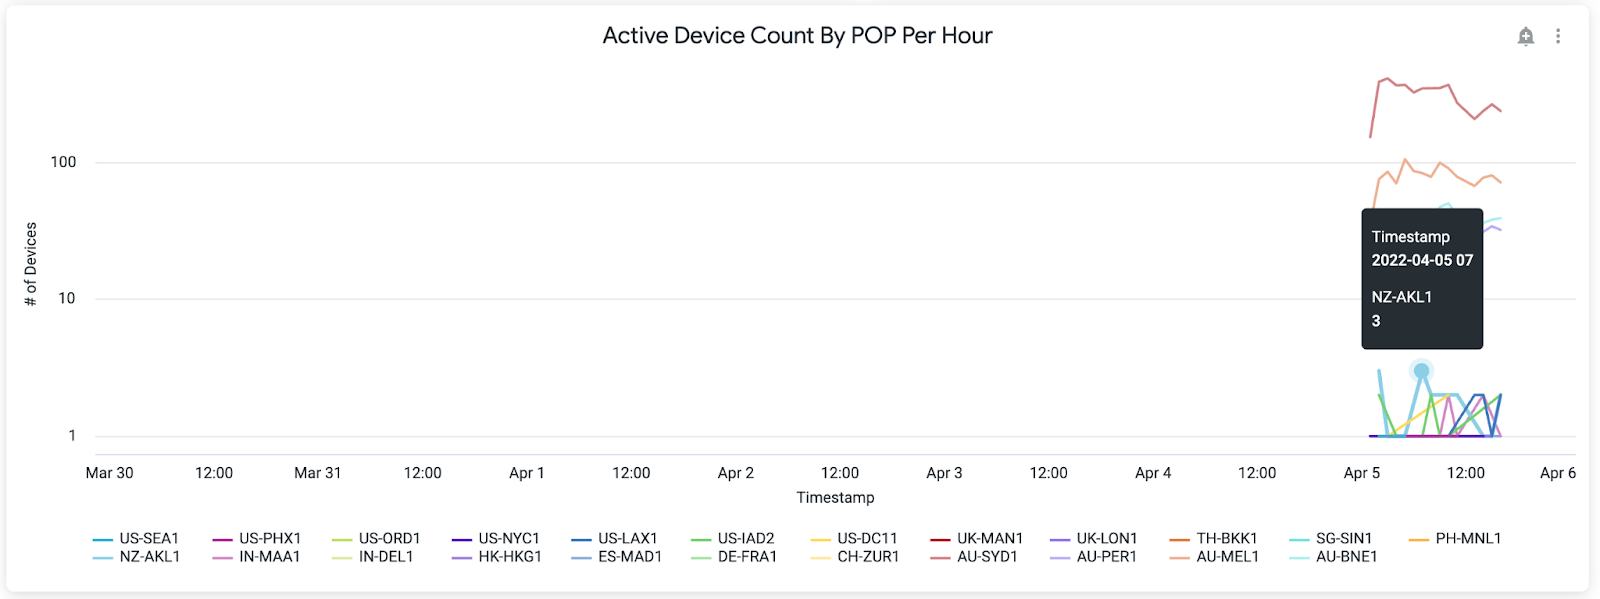 Active Device Count By POP Per Hour
100
10
1
# of Devices
Timestamp
2022-04-05 07
NZ-AKL1
3
Mar 30 12:00 Mar 31 12:00 Apr 1 12:00 Apr 2 12:00 Apr 3 12:00 Apr 4 12:00 Apr 5 12:00 Apr 6
Timestamp
US-SEA1 US-PHX1 US-ORD1 US-NYC1 US-LAX1 US-IAD2 US-DC11 UK-MAN1 UK-LON1 TH-BKK1 SG-SIN1 PH-MNL1
NZ-AKL1 IN-MAA1 IN-DEL1 HK-HKG1 ES-MAD1 DE-FRA1 CH-ZUR1 AU-SYD1 AU-PER1 AU-MEL1 AU-BNE1